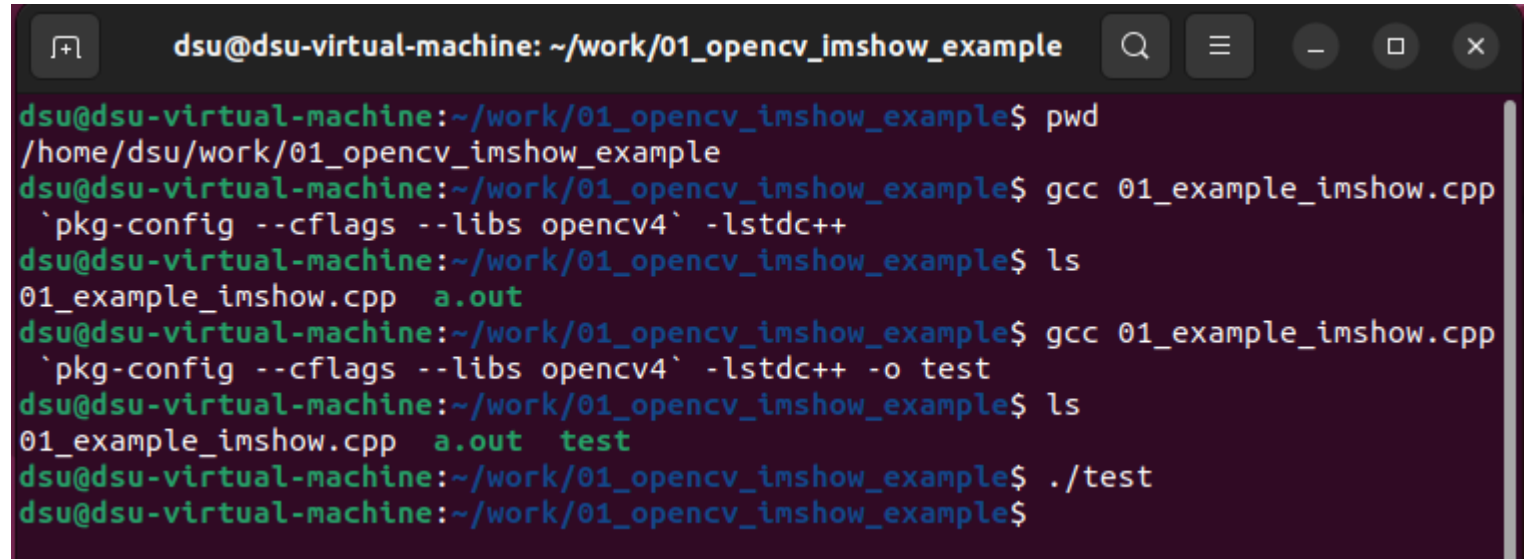 dsu@dsu-virtual-machine: ~/work/01_opencv_imshow_example
dsu@dsu-virtual-machine:~/work/01_opencv_imshow_example$ pwd
/home/dsu/work/01_opencv_imshow_example
dsu@dsu-virtual-machine:~/work/01_opencv_imshow_example$ gcc 01_example_imshow.cpp
 `pkg-config --cflags --libs opencv4` -lstdc++
dsu@dsu-virtual-machine:~/work/01_opencv_imshow_example$ ls
01_example_imshow.cpp  a.out
dsu@dsu-virtual-machine:~/work/01_opencv_imshow_example$ gcc 01_example_imshow.cpp
 `pkg-config --cflags --libs opencv4` -lstdc++ -o test
dsu@dsu-virtual-machine:~/work/01_opencv_imshow_example$ ls
01_example_imshow.cpp  a.out  test
dsu@dsu-virtual-machine:~/work/01_opencv_imshow_example$ ./test
dsu@dsu-virtual-machine:~/work/01_opencv_imshow_example$